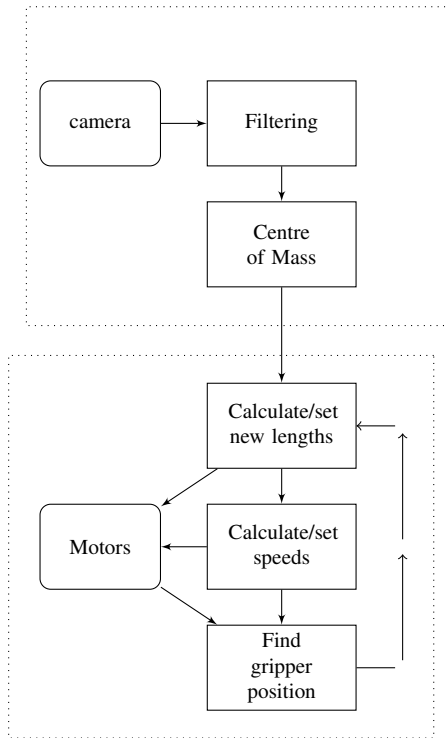 camera
Filtering
Centre
of Mass
Calculate/set
new lengths
Motors
Calculate/set
speeds
Find
gripper
position